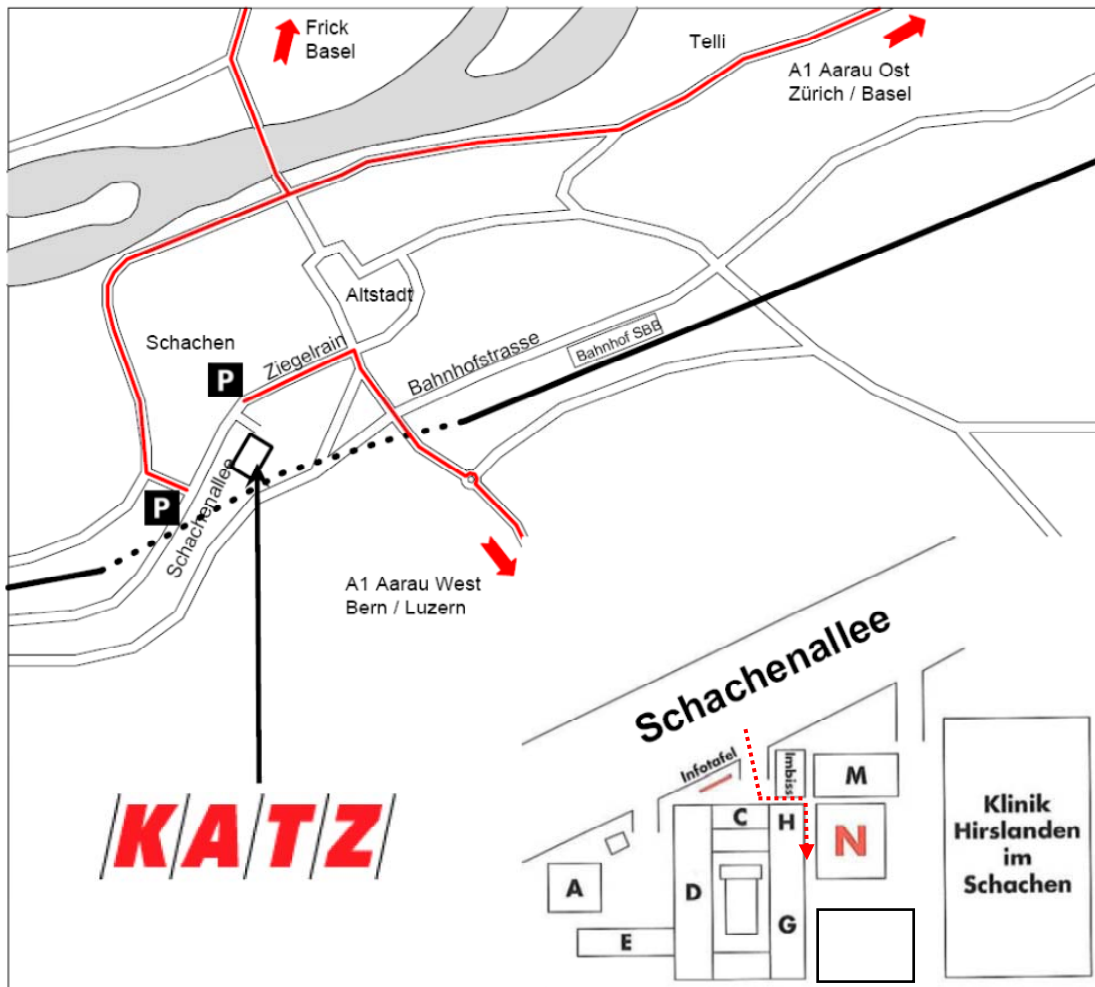 Frick
Basel
Telli
A1 Aarau Ost
Zürich / Basel
Altstadt
Schachen
P
Ziegelrain
Bahnhofstrasse
Bahnhof SBB
P
Schachenallee
A1 Aarau West
Bern / Luzern
KATZ
Schachenallee
Infotafel
Imbiss
M
C
H
N
Klinik
Hirslanden
im
Schachen
A
D
G
E